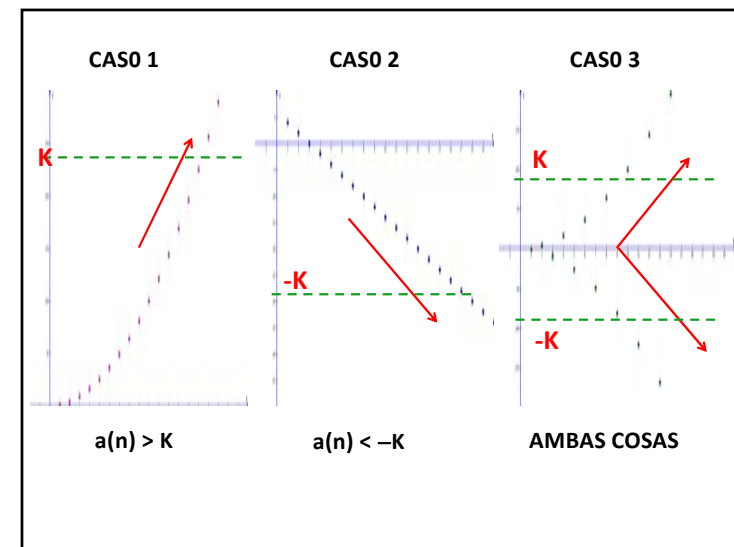 CAS0 1
CAS0 2
CAS0 3
K
-K
K
-K
a(n) > K
a(n) < –K
AMBAS COSAS